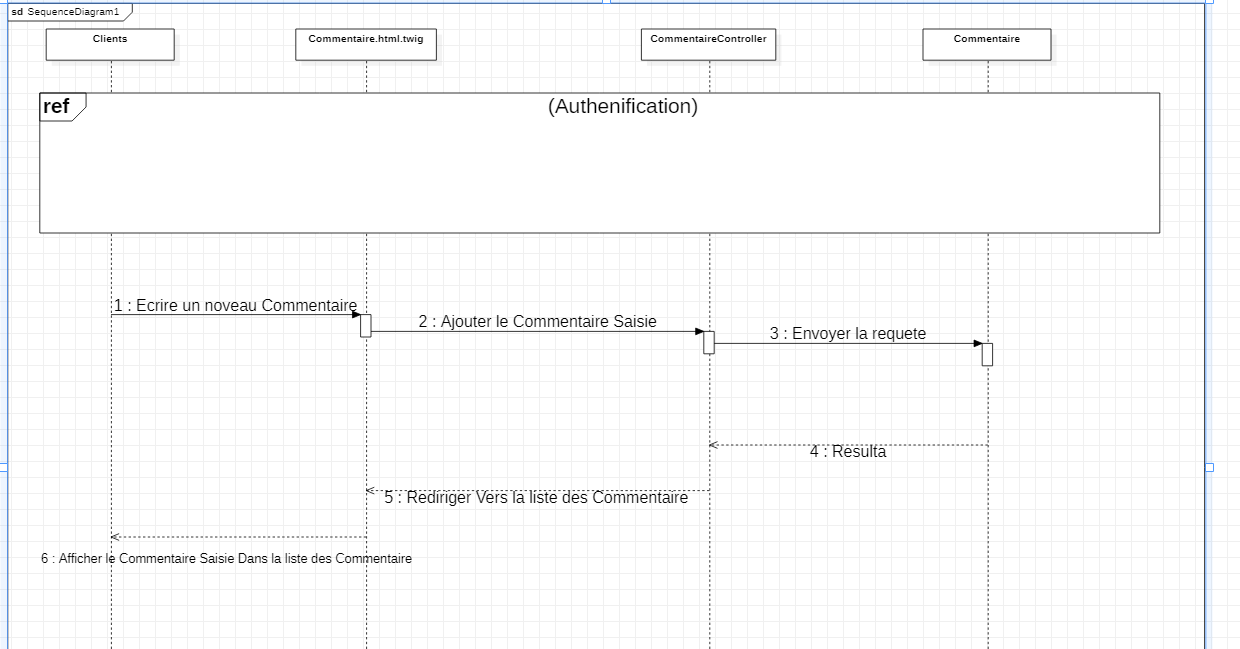 sd SequenceDiagram1
Clients
Commentaire.html.twig
CommentaireController
Commentaire
ref
(Authenification)
1 : Ecrire un noveau Commentaire
2 : Ajouter le Commentaire Saisie
3 : Envoyer la requete
4 : Resulta
5 : Rediriger Vers la liste des Commentaire
6 : Afficher le Commentaire Saisie Dans la liste des Commentaire